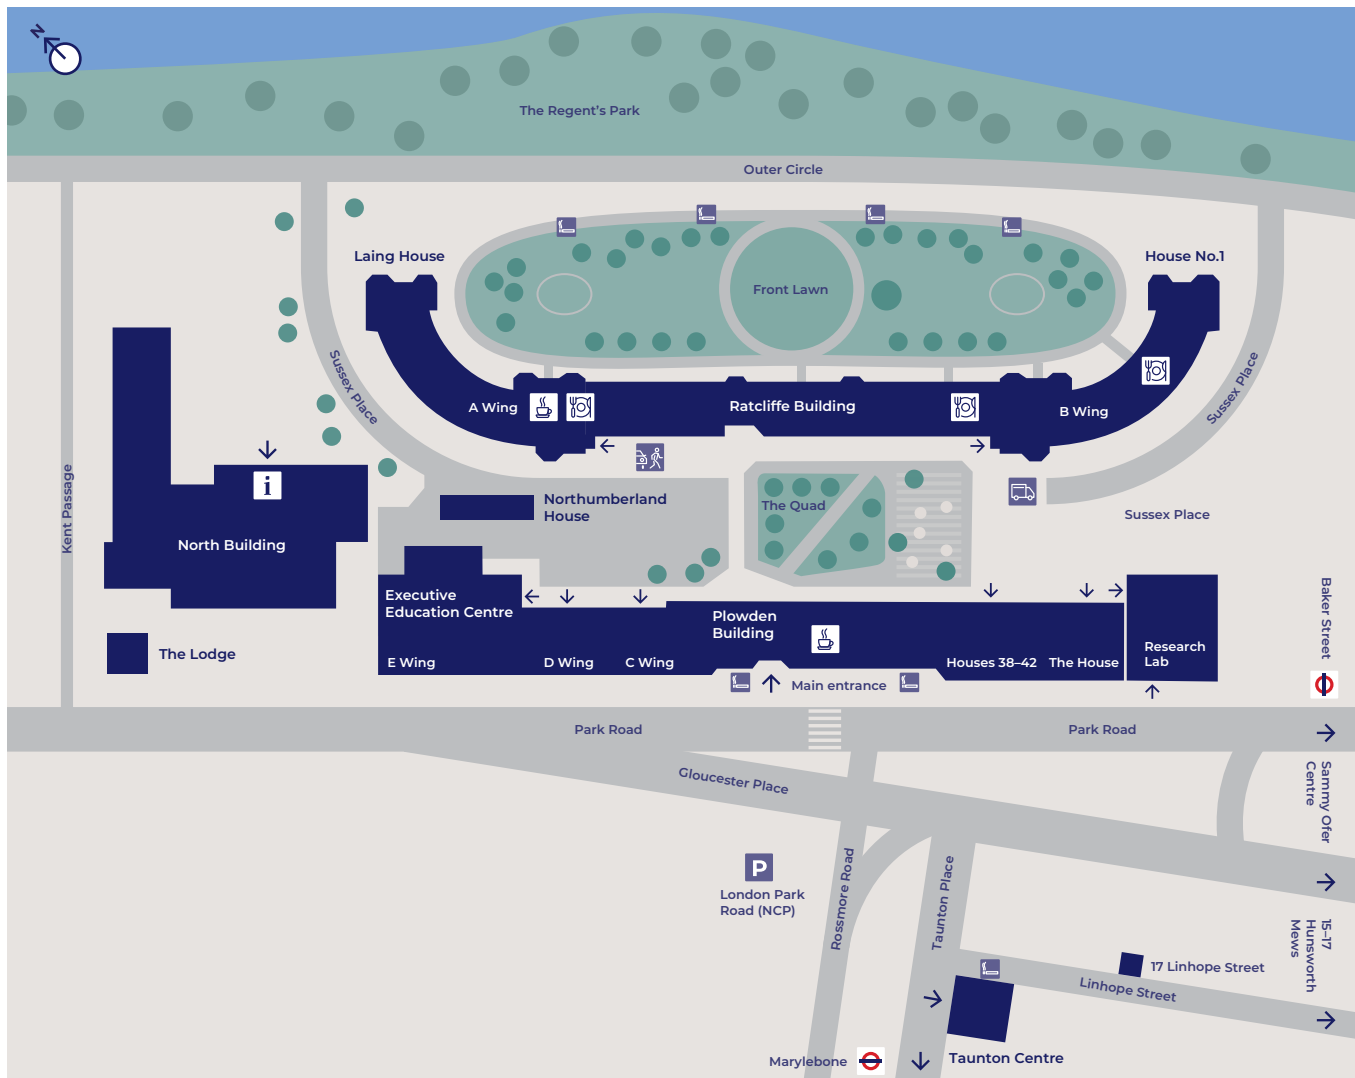 N
The Regent's Park
Outer Circle
Laing House
House No.1
Front Lawn
Sussex Place
Sussex Place
A Wing
Ratcliffe Building
B Wing
Kent Passage
i
Northumberland
House
The Quad
Sussex Place
North Building
Executive
Education Centre
Plowden
Building
Baker Street
The Lodge
E Wing
D Wing
C Wing
Houses 38–42
The House
Research
Lab
Main entrance
Park Road
Park Road
Gloucester Place
Sammy Ofer
Centre
P
London Park
Road (NCP)
Rossmore Road
Taunton Place
15–17
Hunsworth
Mews
17 Linhope Street
Linhope Street
Marylebone
Taunton Centre